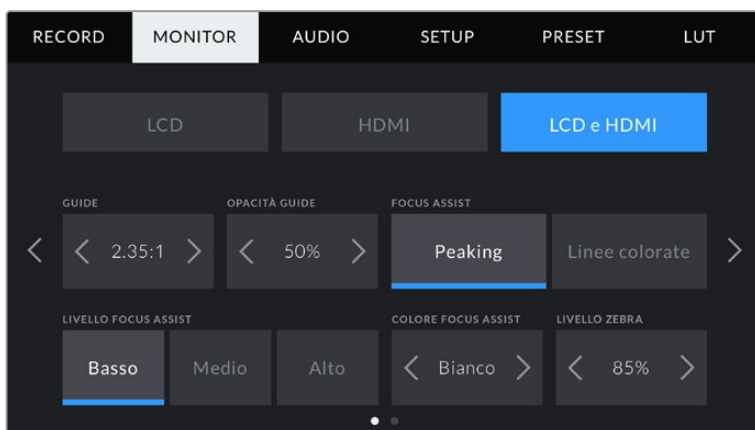 RECORD MONITOR AUDIO SETUP PRESET LUT
LCD HDMI LCD e HDMI
GUIDE OPACITÀ GUIDE FOCUS ASSIST
2.35:1 50% Peaking Linee colorate
LIVELLO FOCUS ASSIST COLORE FOCUS ASSIST LIVELLO ZEBRA
Basso Medio Alto Bianco 85%